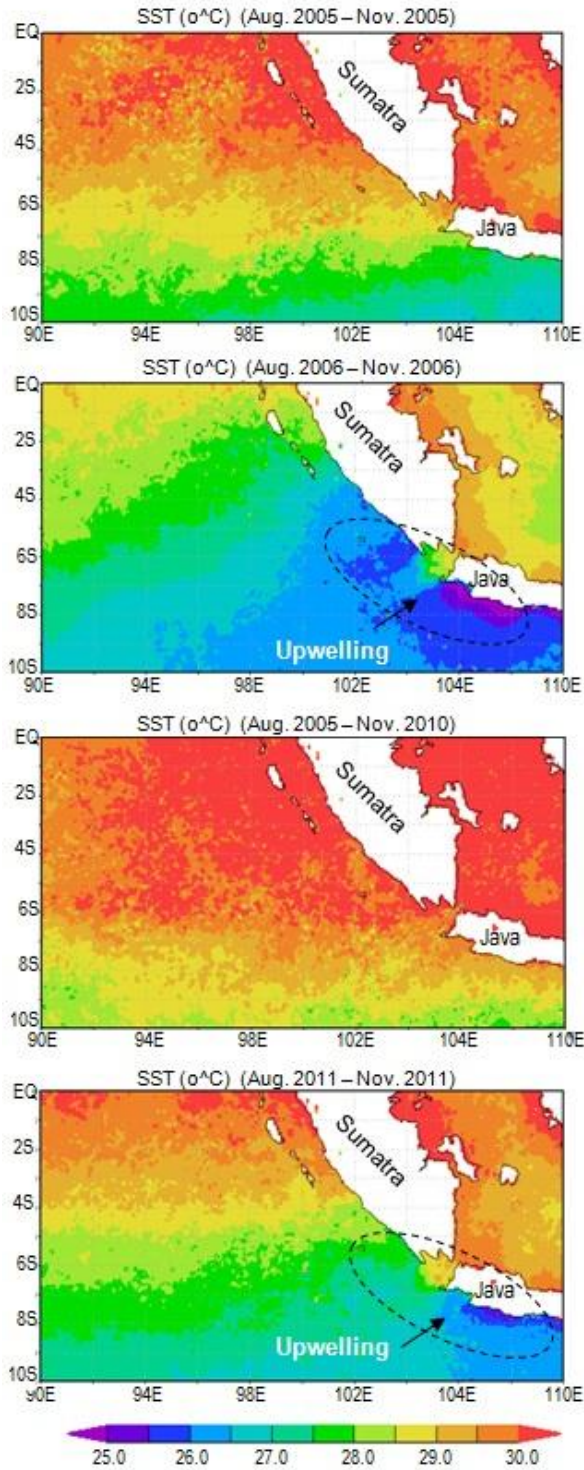 SST (o^C) (Aug. 2005 – Nov. 2005)
EQ
2S
4S
6S
8S
10S
Sumatra
Java
90E 94E 98E 102E 104E 110E
SST (o^C) (Aug. 2006 – Nov. 2006)
EQ
2S
4S
6S
8S
10S
Sumatra
Java
Upwelling
90E 94E 98E 102E 104E 110E
SST (o^C) (Aug. 2005 – Nov. 2010)
EQ
2S
4S
6S
8S
10S
Sumatra
Java
90E 94E 98E 102E 104E 110E
SST (o^C) (Aug. 2011 – Nov. 2011)
EQ
2S
4S
6S
8S
10S
Sumatra
Java
Upwelling
90E 94E 98E 102E 104E 110E
25.0 26.0 27.0 28.0 29.0 30.0